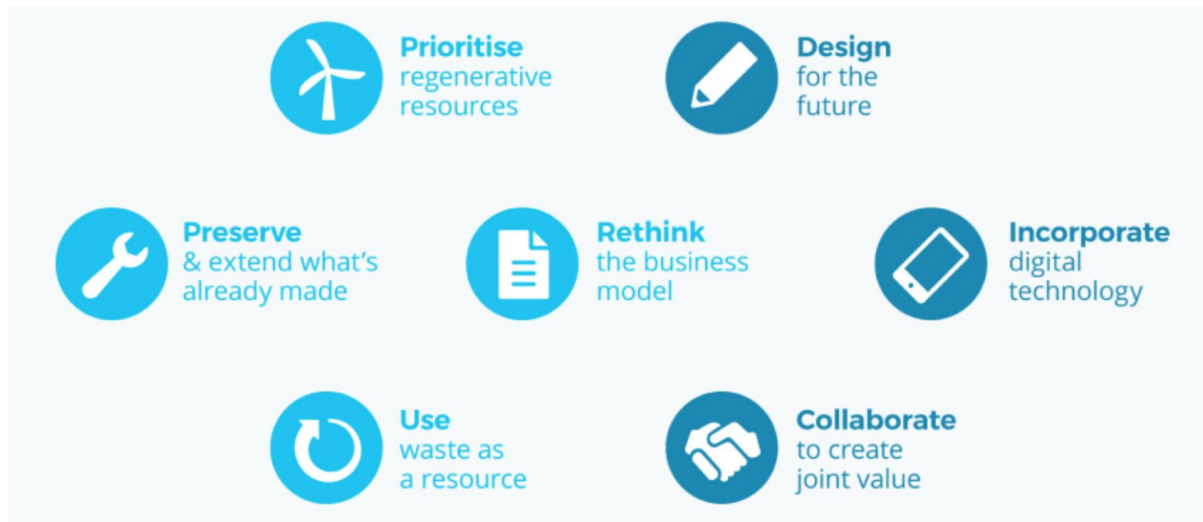 Prioritise
regenerative
resources
Design
for the
future
Preserve
& extend what's
already made
Rethink
the business
model
Incorporate
digital
technology
Use
waste as
a resource
Collaborate
to create
joint value